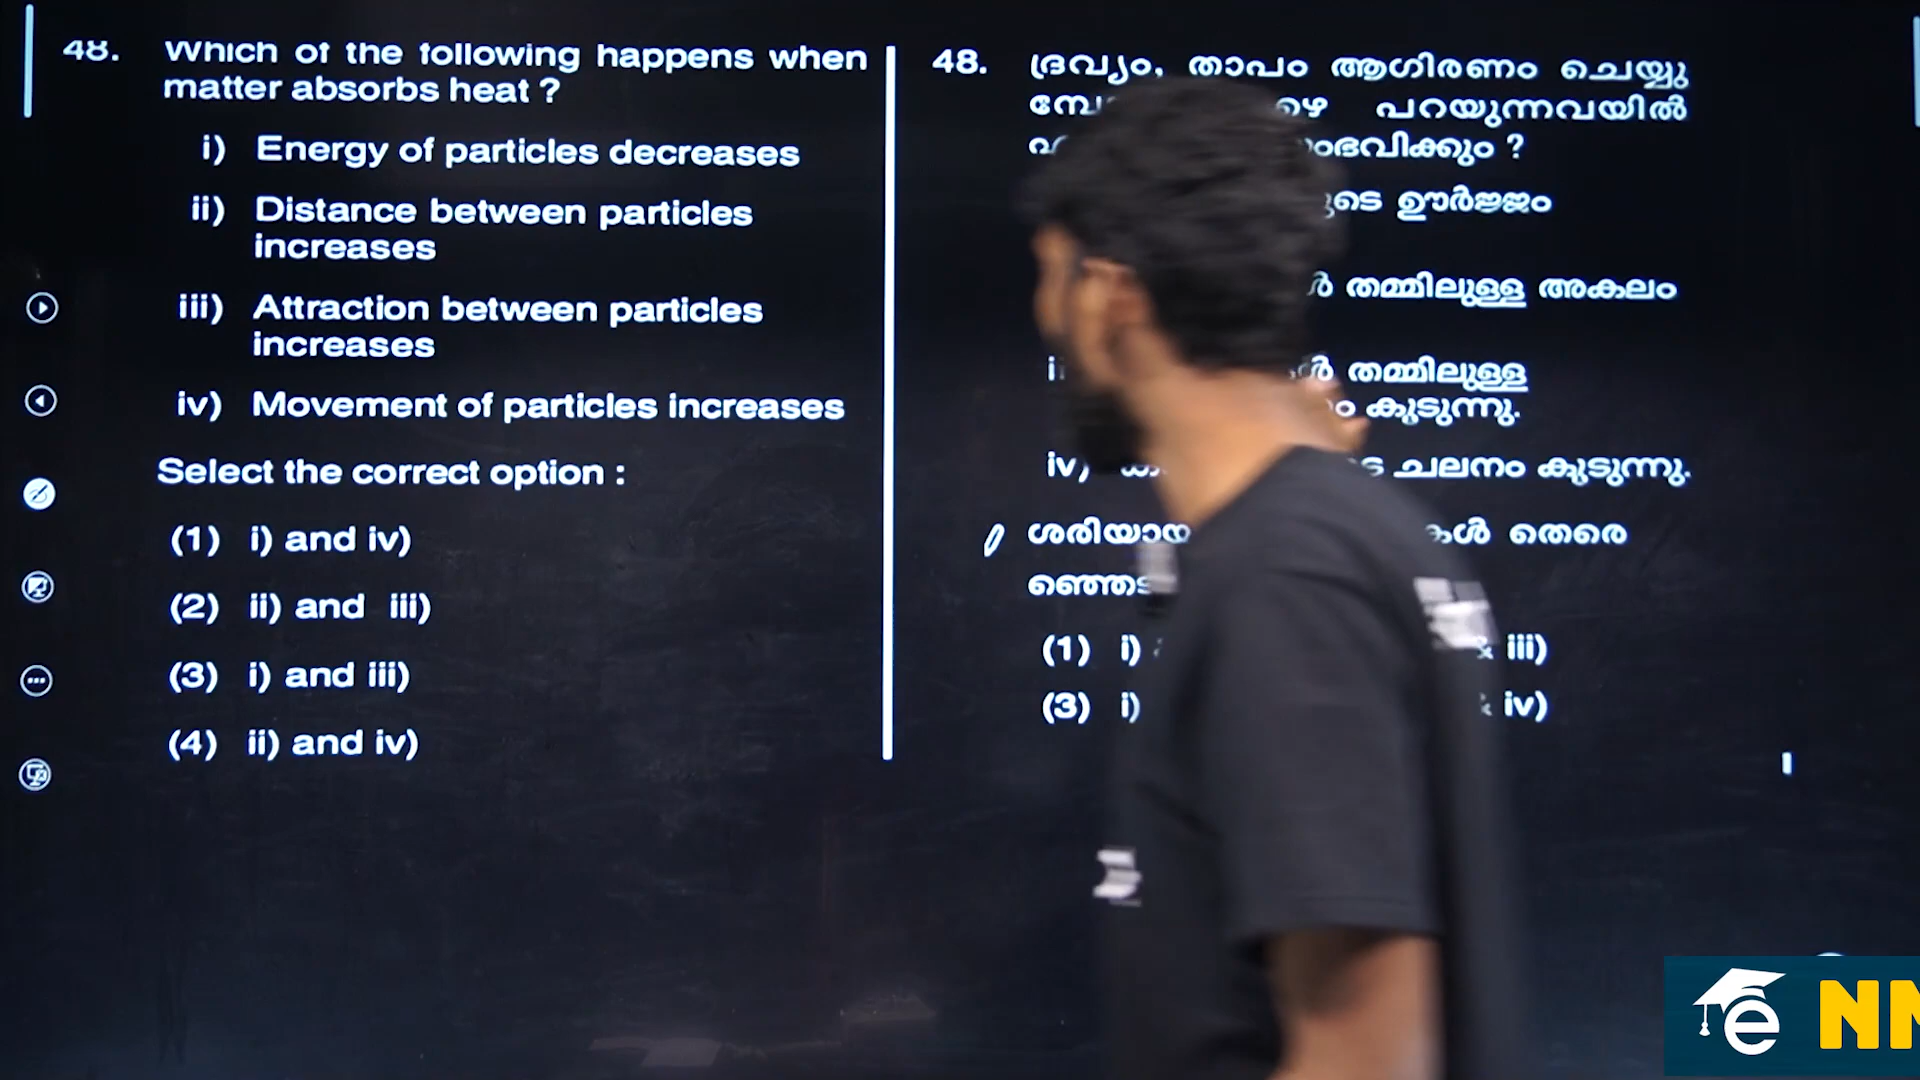 48. Which of the following happens when
matter absorbs heat ?
i) Energy of particles decreases
ii) Distance between particles
increases
iii) Attraction between particles
increases
iv) Movement of particles increases
Select the correct option :
(1) i) and iv)
(2) ii) and iii)
(3) i) and iii)
(4) ii) and iv)
48. ദ്രവ്യം, താപം ആഗിരണം ചെയ്യു
പറയുന്നവയിൽ
?
ഊർജ്ജം
തമ്മിലുള്ള അകലം
തമ്മിലുള്ള
കൂടുന്നു.
iv) ചലനം കൂടുന്നു.
തെരെ
(1) i) iii)
(3) i) iv)
e